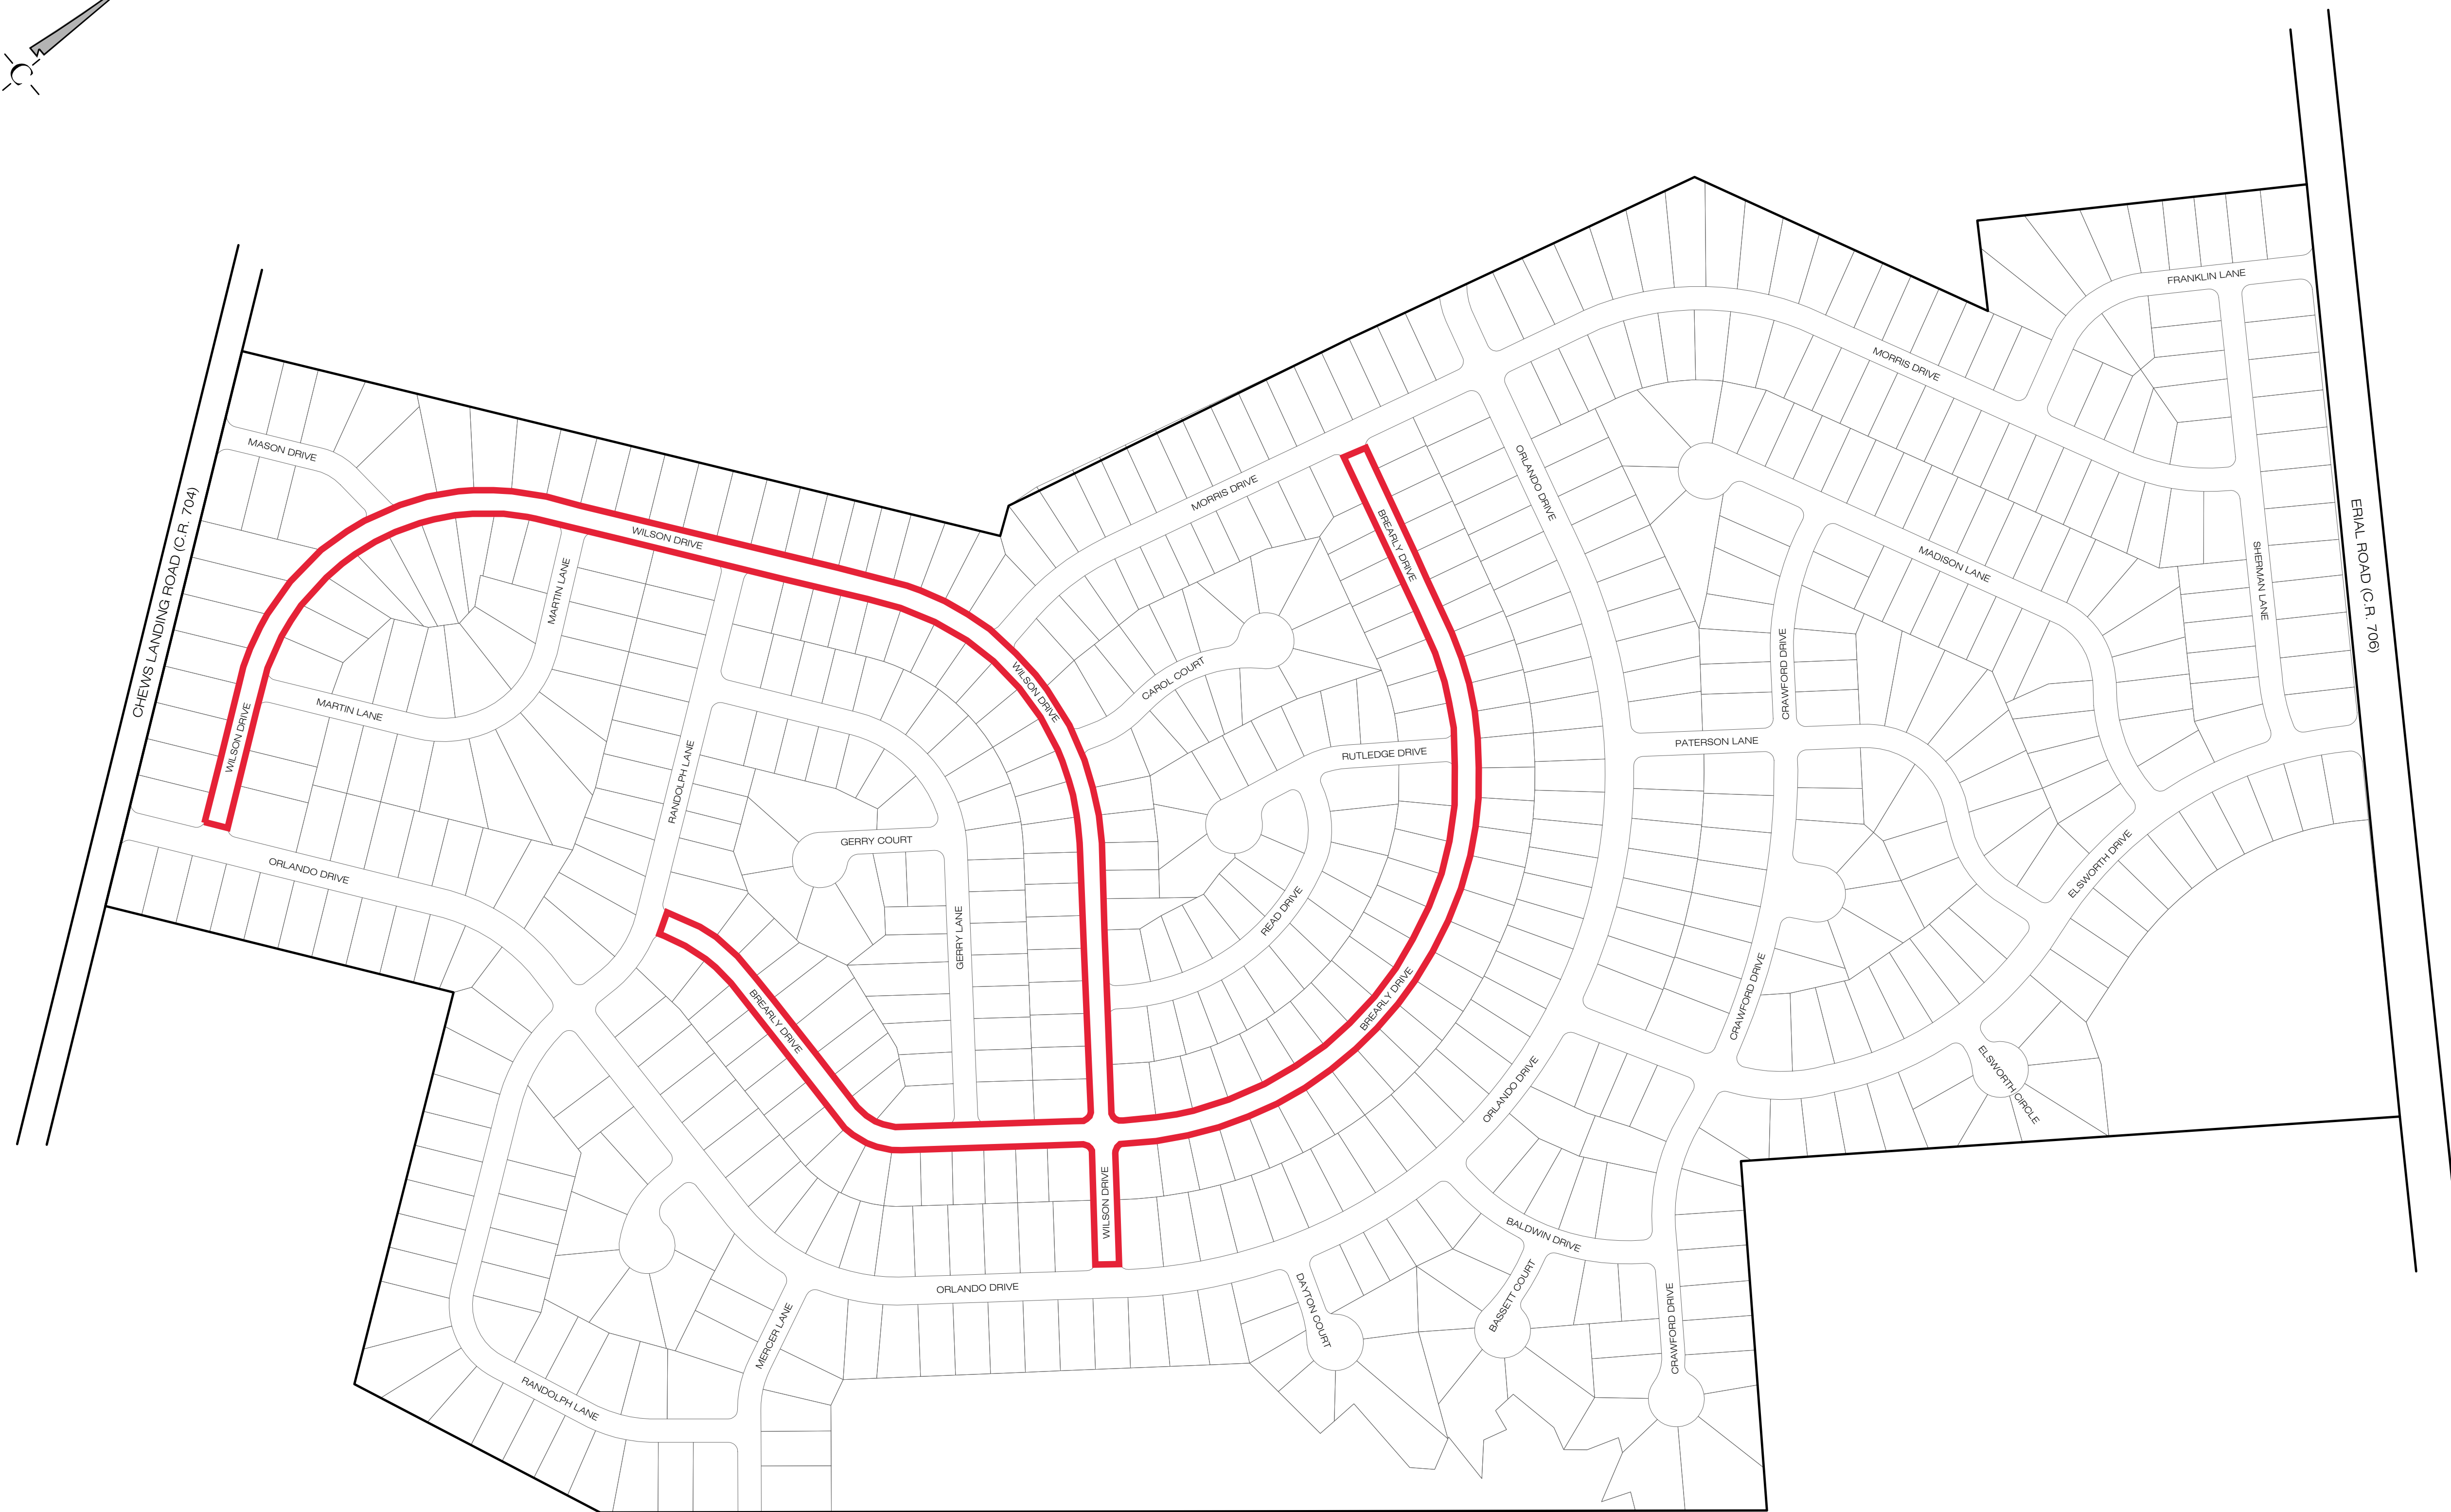 FRANKLIN LANE
MORRIS DRIVE
MASON DRIVE
ORLANDO DRIVE
MORRIS DRIVE
BREARLY DRIVE
WILSON DRIVE
MADISON LANE
SHERMAN LANE
ERIAL ROAD (C.R. 706)
CHEWS LANDING ROAD (C.R. 704)
MARTIN LANE
WILSON DRIVE
CAROL COURT
CRAWFORD DRIVE
MARTIN LANE
WILSON DRIVE
RANDOLPH LANE
RUTLEDGE DRIVE
PATERSON LANE
GERRY COURT
ORLANDO DRIVE
ELSWORTH DRIVE
READ DRIVE
GERRY LANE
BREARLY DRIVE
BREARLY DRIVE
CRAWFORD DRIVE
ORLANDO DRIVE
ELSWORTH CIRCLE
WILSON DRIVE
BALDWIN DRIVE
ORLANDO DRIVE
DAYTON COURT
BASSETT COURT
CRAWFORD DRIVE
MERCER LANE
RANDOLPH LANE